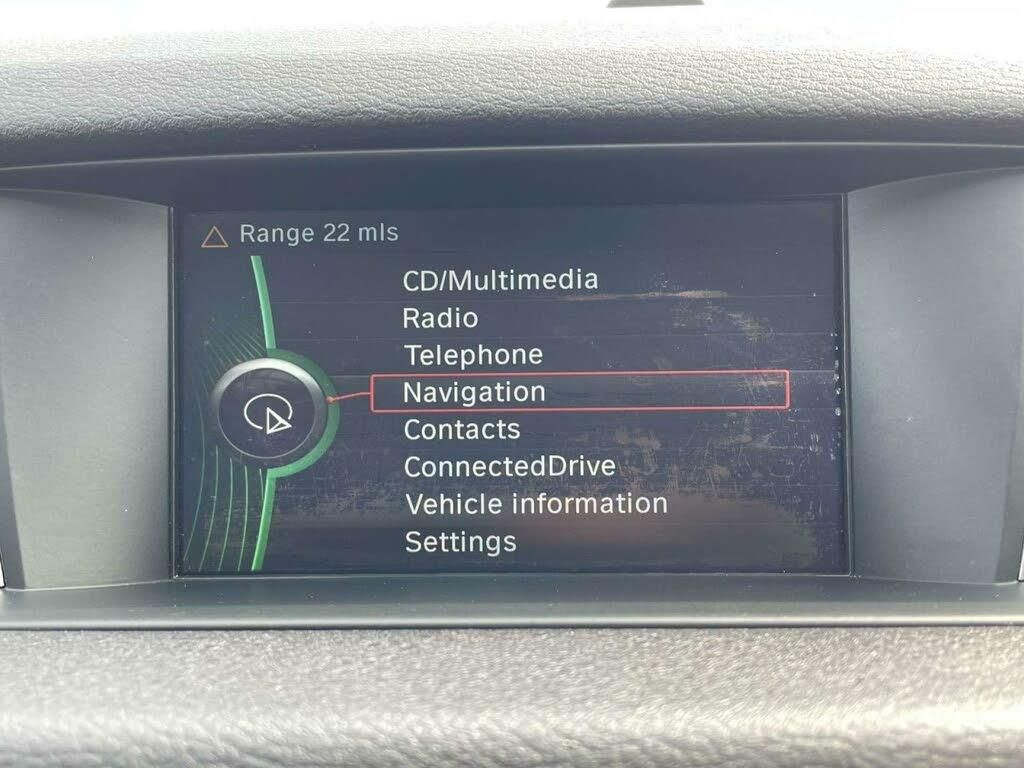 Range 22 mls
CD/Multimedia
Radio
Telephone
Navigation
Contacts
ConnectedDrive
Vehicle information
Settings